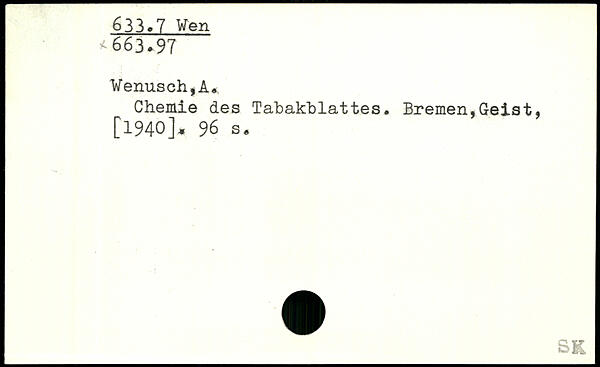 633.7 Wen
×663.97
Wenusch,A.
Chemie des Tabakblattes. Bremen,Geist,
[1940]. 96 s.
SK